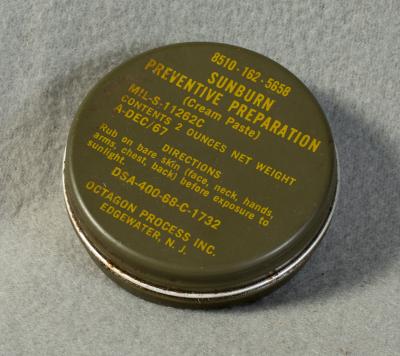 8510-162-5658
SUNBURN
PREVENTIVE PREPARATION
(Cream Paste)
MIL-S-11262C
CONTENTS 2 OUNCES NET WEIGHT
A-DEC/67
DIRECTIONS
Rub on bare skin (face, neck, hands,
arms, chest, back) before exposure to
sunlight.
DSA-400-68-C-1732
OCTAGON PROCESS INC.
EDGEWATER, N. J.